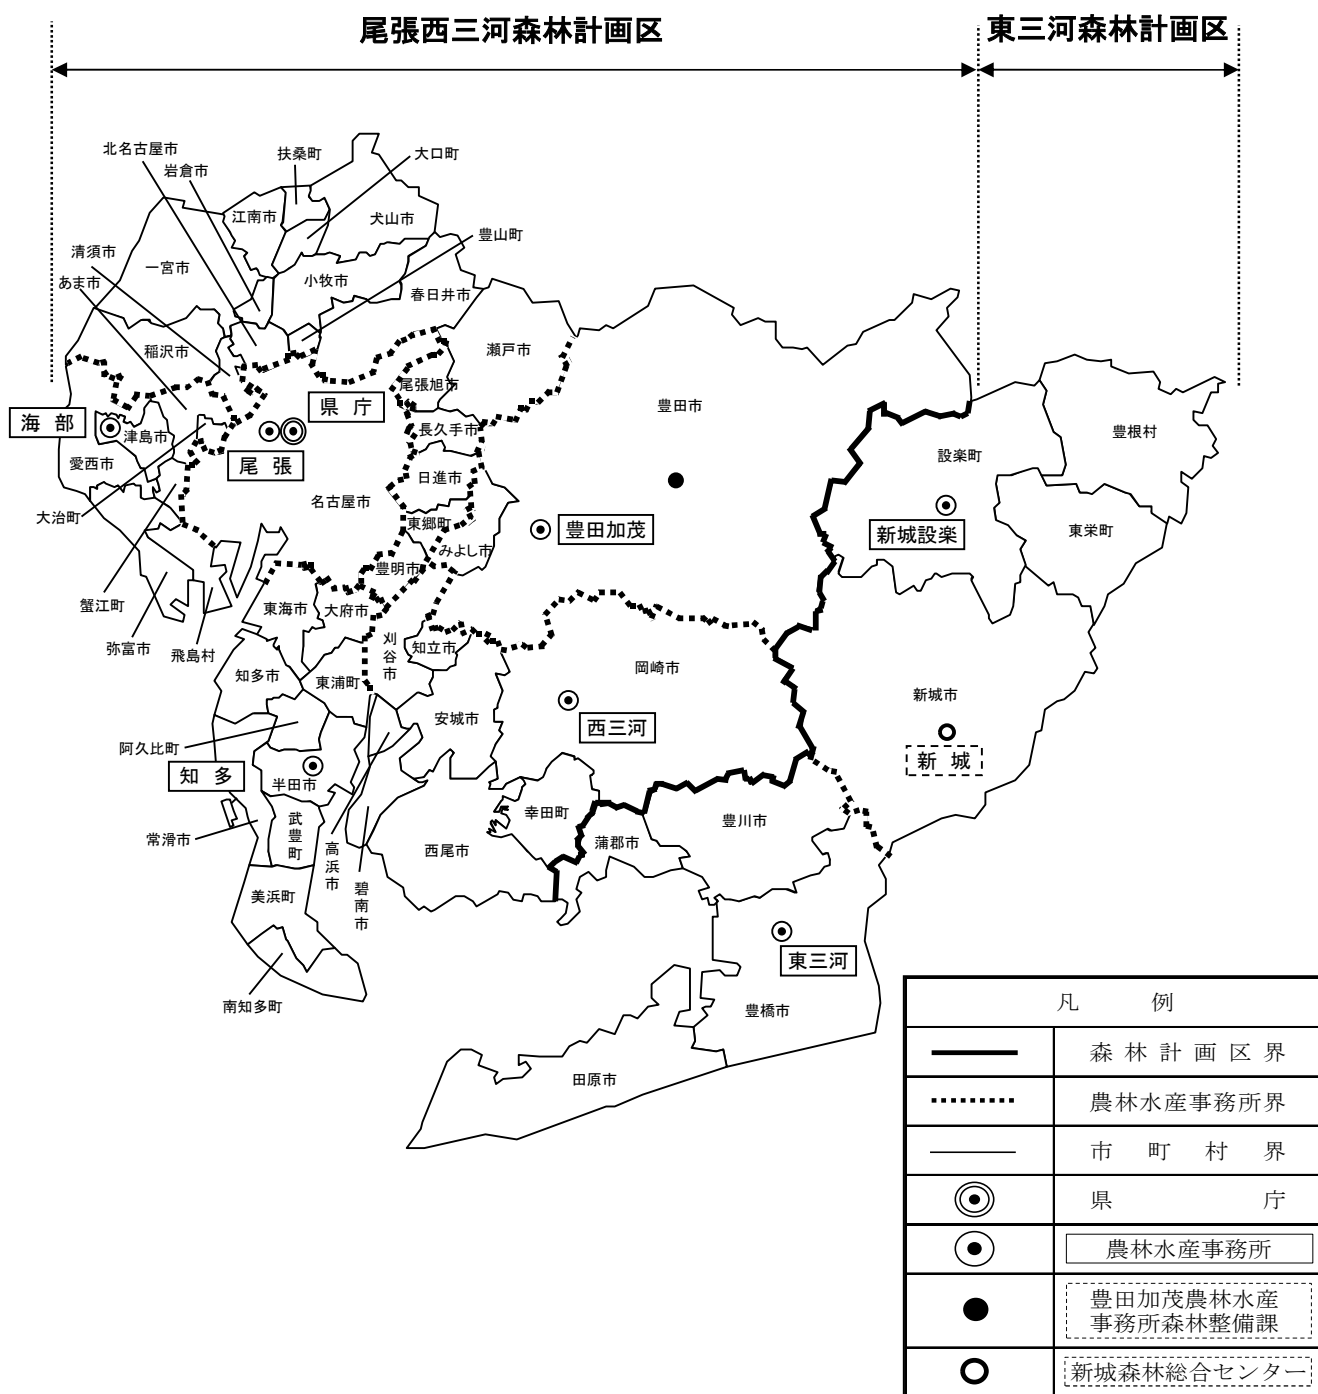 尾張西三河森林計画区
東三河森林計画区
北名古屋市
岩倉市
扶桑町
大口町
江南市
犬山市
豊山町
清須市
あま市
一宮市
小牧市
春日井市
稲沢市
瀬戸市
尾張旭市
県 庁
豊田市
海 部
津島市
長久手市
設楽町
豊根村
愛西市
尾 張
日進市
名古屋市
大治町
東郷町
豊田加茂
新城設楽
東栄町
みよし市
豊明市
蟹江町
東海市
大府市
弥富市
飛島村
刈谷市
知立市
岡崎市
知多市
東浦町
新城市
安城市
西三河
阿久比町
新 城
知 多
半田市
常滑市
武豊町
高浜市
碧南市
西尾市
幸田町
蒲郡市
豊川市
美浜町
東三河
南知多町
豊橋市
田原市
凡 例
森林計画区界
農林水産事務所界
市町村界
県 庁
農林水産事務所
豊田加茂農林水産
事務所森林整備課
新城森林総合センター